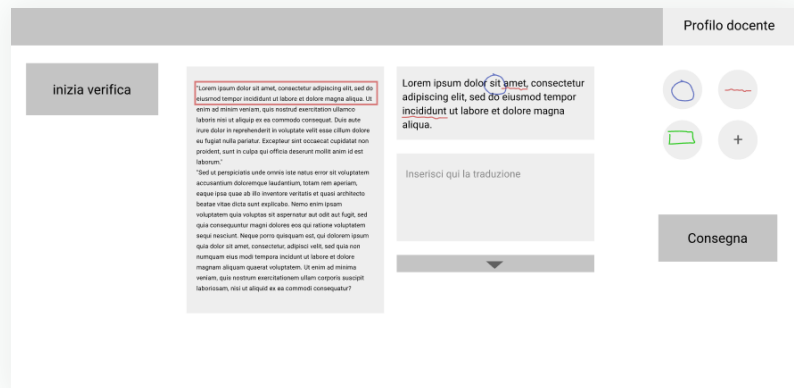 Profilo docente
inizia verifica
"Lorem ipsum dolor sit amet, consectetur adipiscing elit, sed do
eiusmod tempor incididunt ut labore et dolore magna aliqua. Ut
enim ad minim veniam, quis nostrud exercitation ullamco
laboris nisi ut aliquip ex ea commodo consequat. Duis aute
irure dolor in reprehenderit in voluptate velit esse cillum dolore
eu fugiat nulla pariatur. Excepteur sint occaecat cupidatat non
proident, sunt in culpa qui officia deserunt mollit anim id est
laborum."
"Sed ut perspiciatis unde omnis iste natus error sit voluptatem
accusantium doloremque laudantium, totam rem aperiam,
eaque ipsa quae ab illo inventore veritatis et quasi architecto
beatae vitae dicta sunt explicabo. Nemo enim ipsam
voluptatem quia voluptas sit aspernatur aut odit aut fugit, sed
quia consequuntur magni dolores eos qui ratione voluptatem
sequi nesciunt. Neque porro quisquam est, qui dolorem ipsum
quia dolor sit amet, consectetur, adipisci velit, sed quia non
numquam eius modi tempora incidunt ut labore et dolore
magnam aliquam quaerat voluptatem. Ut enim ad minima
veniam, quis nostrum exercitationem ullam corporis suscipit
laboriosam, nisi ut aliquid ex ea commodi consequatur?
Lorem ipsum dolor sit amet, consectetur
adipiscing elit, sed do eiusmod tempor
incididunt ut labore et dolore magna
aliqua.
Inserisci qui la traduzione
+
Consegna